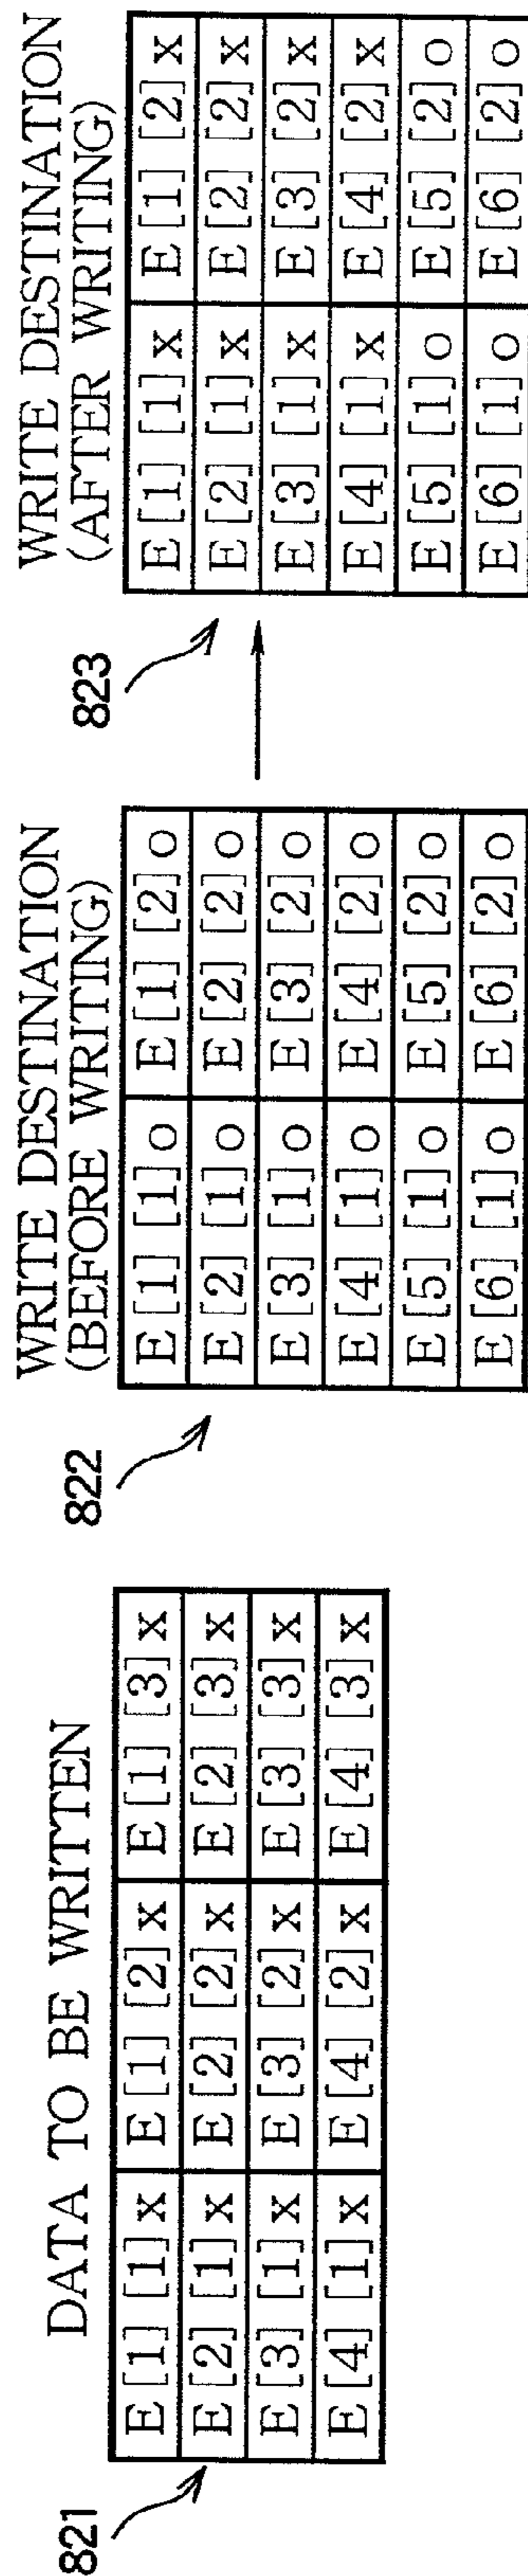 821
DATA TO BE WRITTEN
E [1] [1] x E [1] [2] x E [1] [3] x
E [2] [1] x E [2] [2] x E [2] [3] x
E [3] [1] x E [3] [2] x E [3] [3] x
E [4] [1] x E [4] [2] x E [4] [3] x
822
WRITE DESTINATION
(BEFORE WRITING)
E [1] [1] o E [1] [2] o
E [2] [1] o E [2] [2] o
E [3] [1] o E [3] [2] o
E [4] [1] o E [4] [2] o
E [5] [1] o E [5] [2] o
E [6] [1] o E [6] [2] o
823
WRITE DESTINATION
(AFTER WRITING)
E [1] [1] x E [1] [2] x
E [2] [1] x E [2] [2] x
E [3] [1] x E [3] [2] x
E [4] [1] x E [4] [2] x
E [5] [1] o E [5] [2] o
E [6] [1] o E [6] [2] o